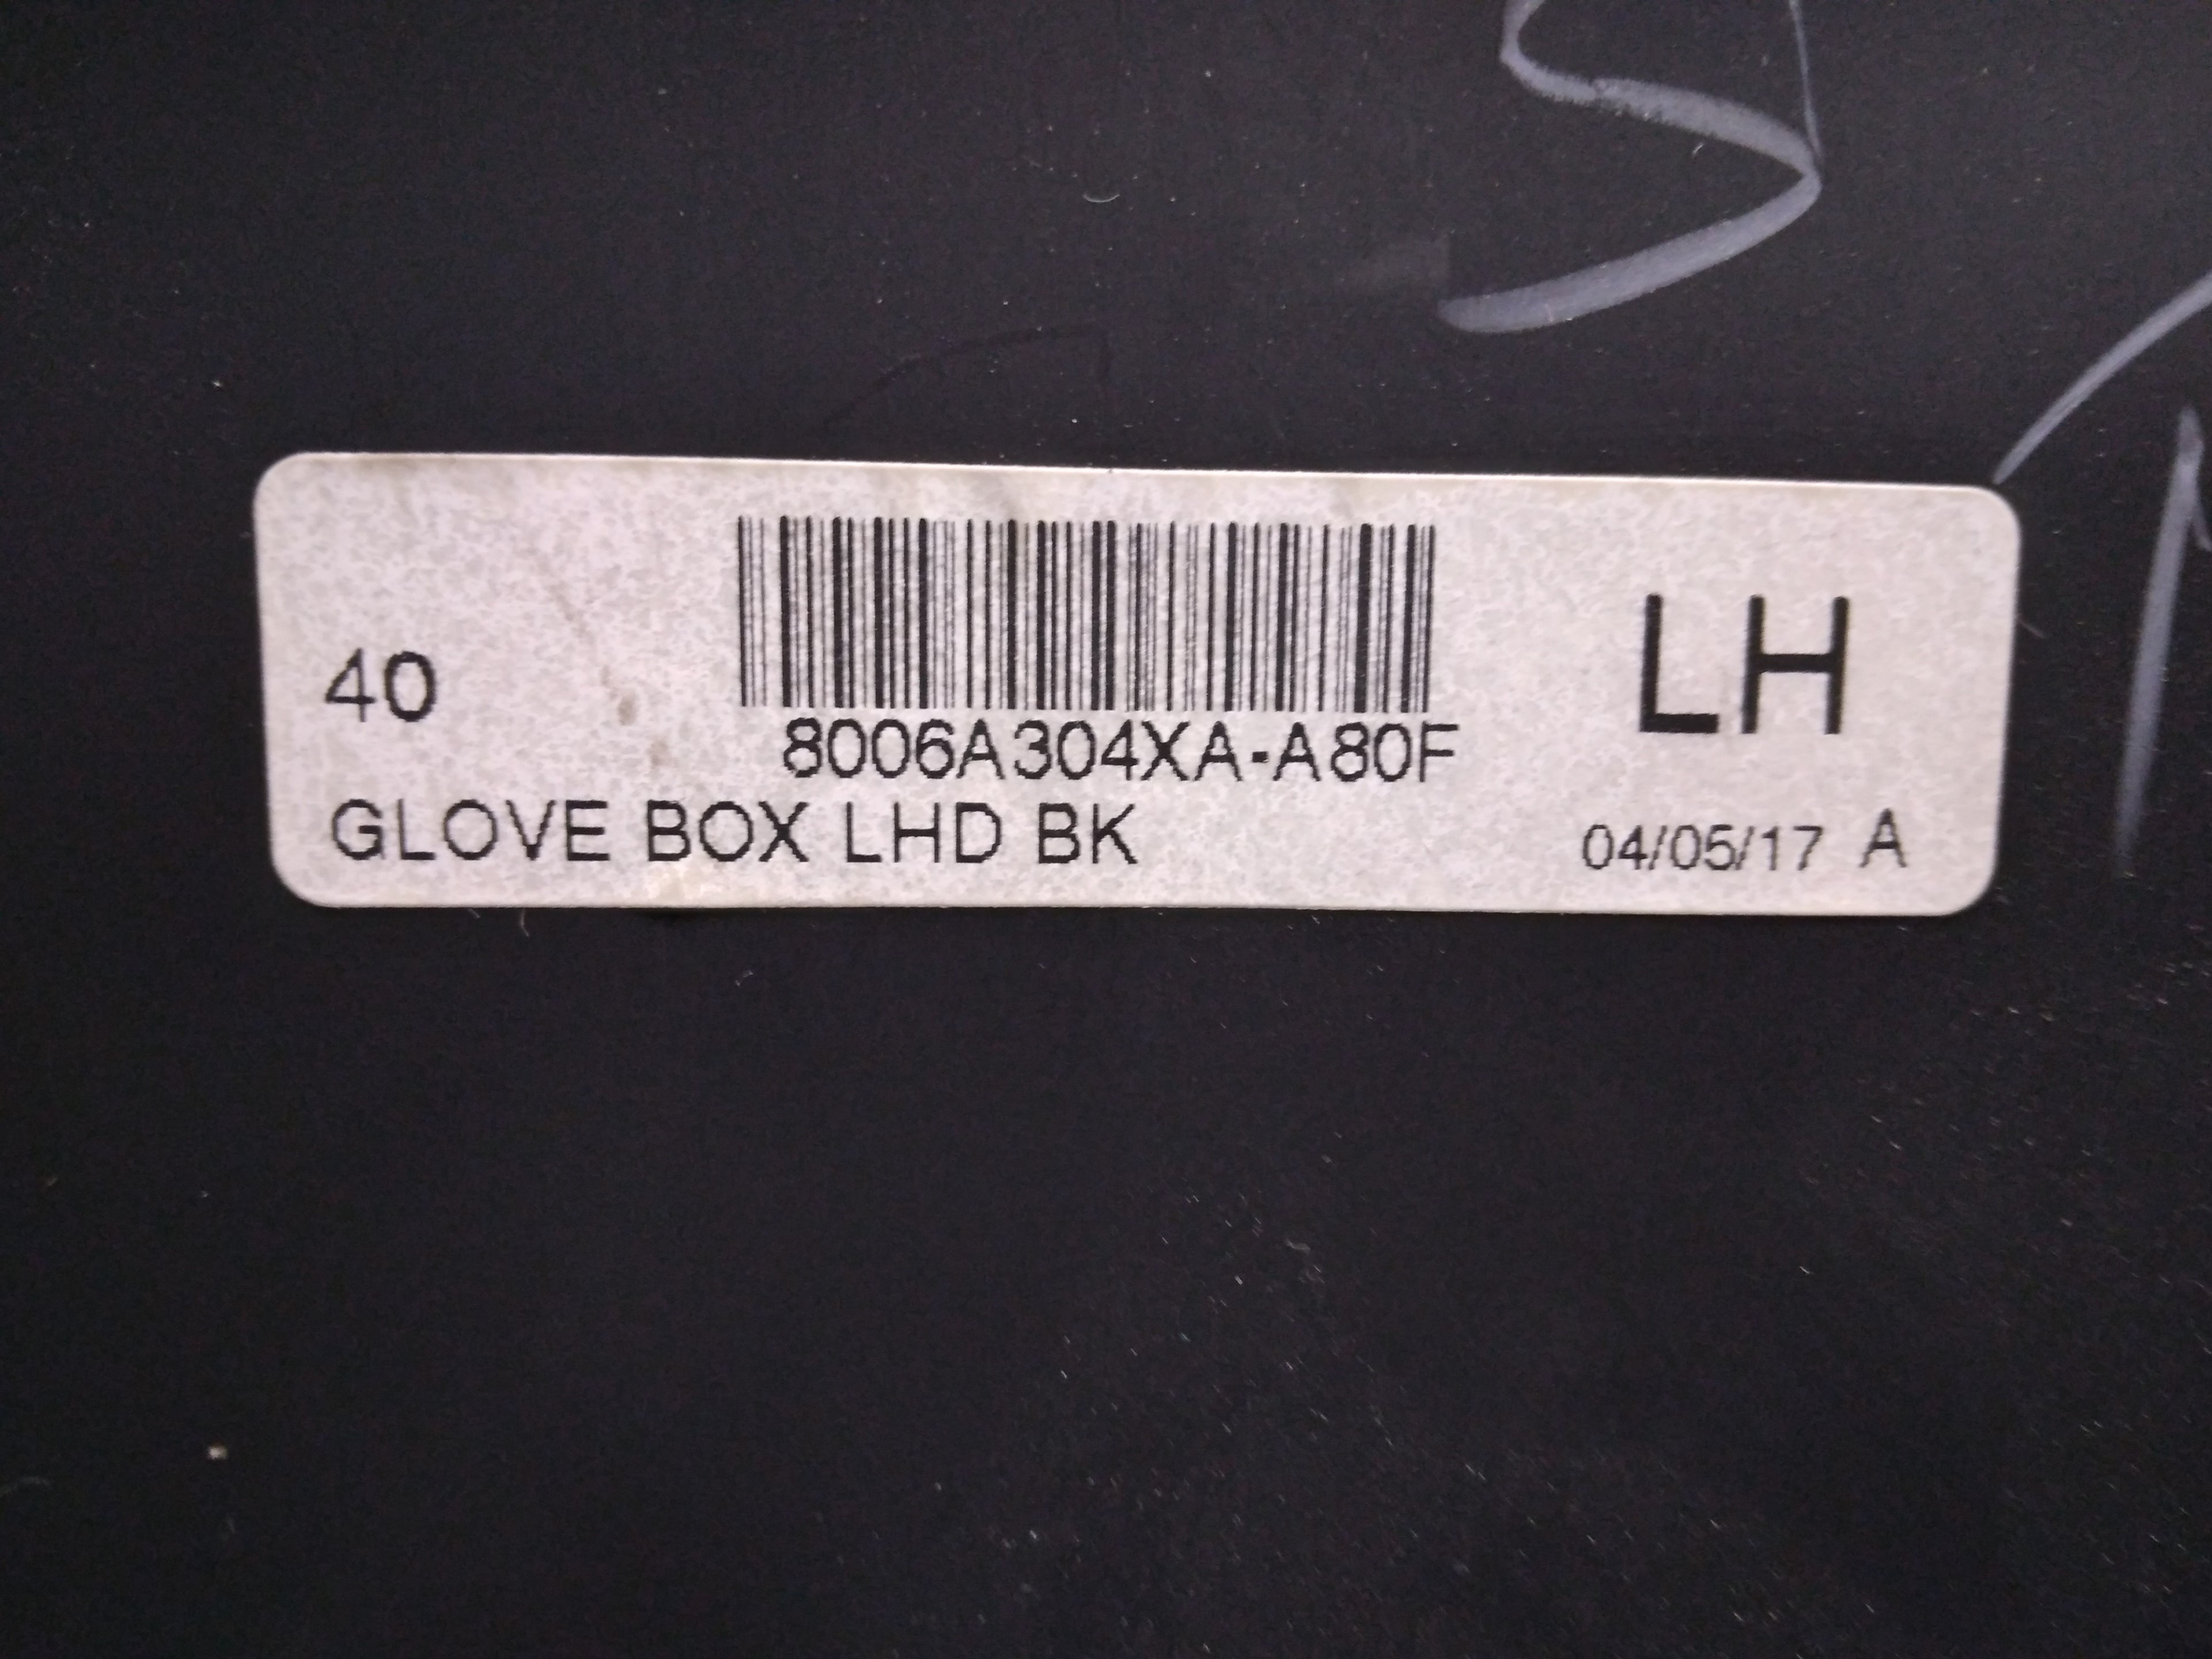 40
8006A304XA-A80F
LH
GLOVE BOX LHD BK
04/05/17 A